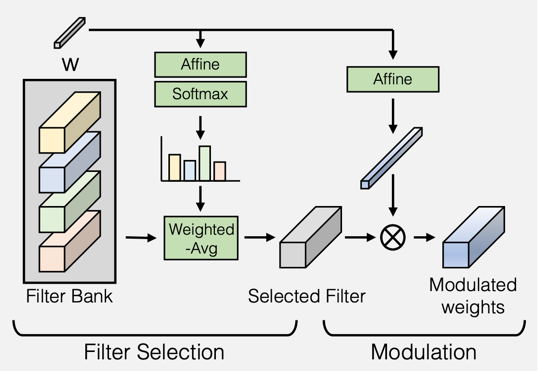 w
Affine
Softmax
Affine
Weighted
-Avg
Filter Bank
Selected Filter
Modulated
weights
Filter Selection
Modulation